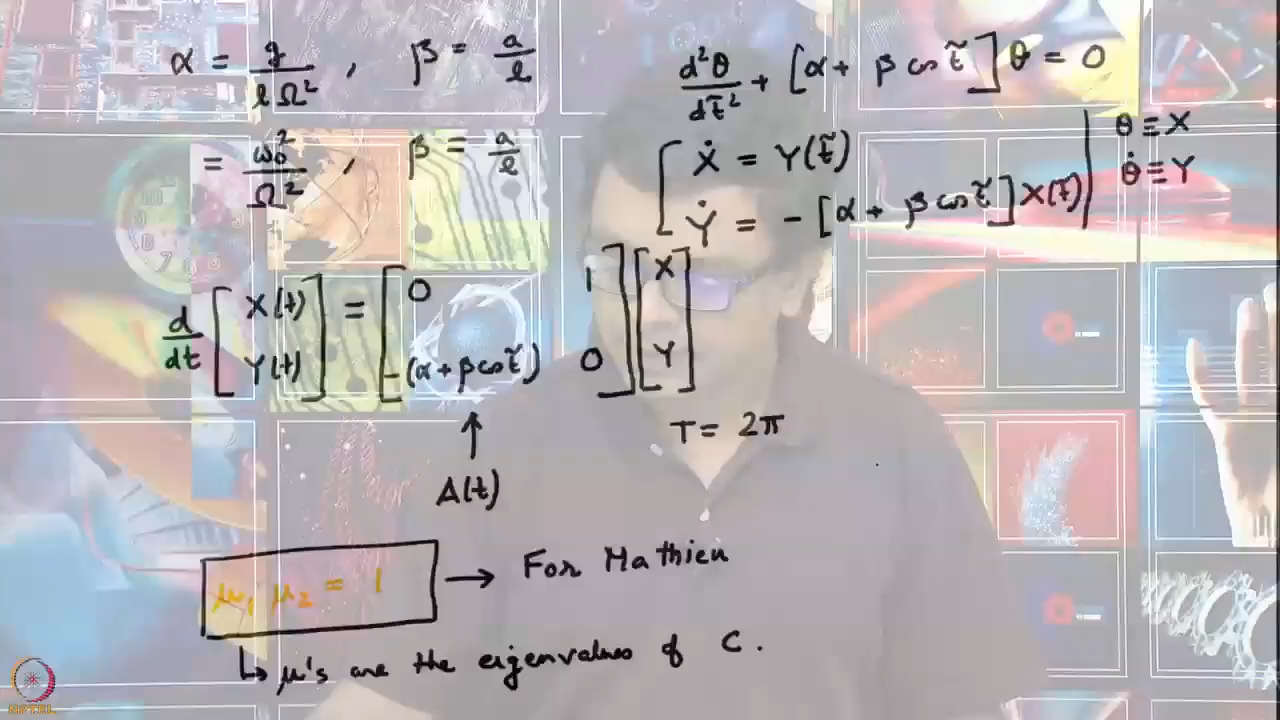 α = g/(lΩ²) , β = a/l
d²θ/dt̃² + [α + β cos t̃] θ = 0
= ω₀²/Ω² , β = a/l
Ẋ = Y(t̃)
Ẏ = - [α + β cos t̃] X(t̃)
θ ≡ X
θ̇ ≡ Y
d/dt [X(t) Y(t)] = [0 1 -(α + β cos t̃) 0] [X Y]
T = 2π
↑
A(t)
μ₁ μ₂ = 1 → For Mathieu
↳ μ's are the eigenvalues of C.
NPTEL